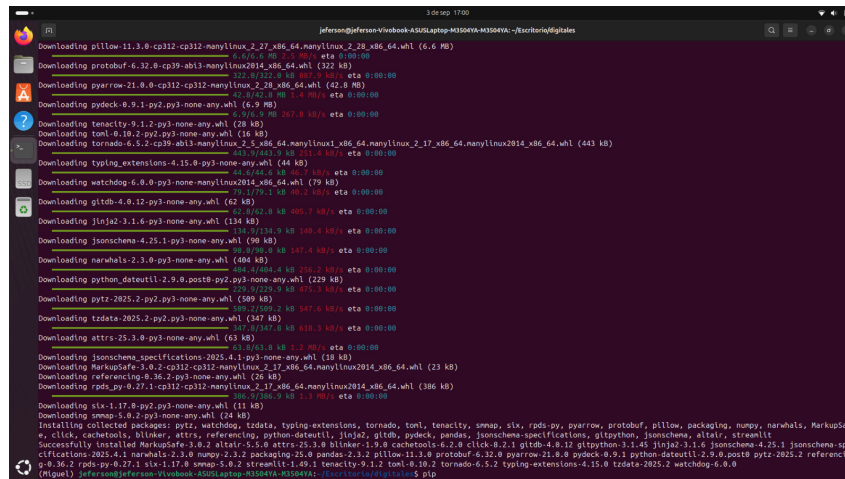 3 de sep 17:00
jeferson@jeferson-Vivobook-ASUSLaptop-M3504YA-M3504YA: ~/Escritorio/digitales
Downloading pillow-11.3.0-cp312-cp312-manylinux_2_27_x86_64.manylinux_2_28_x86_64.whl (6.6 MB)
6.6/6.6 MB 2.5 MB/s eta 0:00:00
Downloading protobuf-6.32.0-cp39-abi3-manylinux2014_x86_64.whl (322 kB)
322.0/322.0 kB 807.9 kB/s eta 0:00:00
Downloading pyarrow-21.0.0-cp312-cp312-manylinux_2_28_x86_64.whl (42.8 MB)
42.8/42.8 MB 1.4 MB/s eta 0:00:00
Downloading pydeck-0.9.1-py2.py3-none-any.whl (6.9 MB)
6.9/6.9 MB 267.8 kB/s eta 0:00:00
Downloading tenacity-9.1.2-py3-none-any.whl (28 kB)
Downloading toml-0.10.2-py2.py3-none-any.whl (16 kB)
Downloading tornado-6.5.2-cp39-abi3-manylinux_2_5_x86_64.manylinux1_x86_64.manylinux_2_17_x86_64.manylinux2014_x86_64.whl (443 kB)
443.9/443.9 kB 251.4 kB/s eta 0:00:00
Downloading typing_extensions-4.15.0-py3-none-any.whl (44 kB)
44.6/44.6 kB 46.7 kB/s eta 0:00:00
Downloading watchdog-6.0.0-py3-none-manylinux2014_x86_64.whl (79 kB)
79.1/79.1 kB 40.2 kB/s eta 0:00:00
Downloading gitdb-4.0.12-py3-none-any.whl (62 kB)
62.8/62.8 kB 405.7 kB/s eta 0:00:00
Downloading jinja2-3.1.6-py3-none-any.whl (134 kB)
134.9/134.9 kB 140.4 kB/s eta 0:00:00
Downloading jsonschema-4.25.1-py3-none-any.whl (90 kB)
90.0/90.0 kB 147.4 kB/s eta 0:00:00
Downloading narwhals-2.3.0-py3-none-any.whl (404 kB)
404.4/404.4 kB 256.2 kB/s eta 0:00:00
Downloading python_dateutil-2.9.0.post0-py2.py3-none-any.whl (229 kB)
229.9/229.9 kB 475.3 kB/s eta 0:00:00
Downloading pytz-2025.2-py2.py3-none-any.whl (509 kB)
509.2/509.2 kB 547.6 kB/s eta 0:00:00
Downloading tzdata-2025.2-py2.py3-none-any.whl (347 kB)
347.8/347.8 kB 638.3 kB/s eta 0:00:00
Downloading attrs-25.3.0-py3-none-any.whl (63 kB)
63.8/63.8 kB 1.2 MB/s eta 0:00:00
Downloading jsonschema_specifications-2025.4.1-py3-none-any.whl (18 kB)
Downloading MarkupSafe-3.0.2-cp312-cp312-manylinux_2_17_x86_64.manylinux2014_x86_64.whl (23 kB)
Downloading referencing-0.36.2-py3-none-any.whl (26 kB)
Downloading rpds_py-0.27.1-cp312-cp312-manylinux_2_17_x86_64.manylinux2014_x86_64.whl (386 kB)
386.9/386.9 kB 1.3 MB/s eta 0:00:00
Downloading six-1.17.0-py2.py3-none-any.whl (11 kB)
Downloading smmap-5.0.2-py3-none-any.whl (24 kB)
Installing collected packages: pytz, watchdog, tzdata, typing-extensions, tornado, toml, tenacity, smmap, six, rpds-py, pyarrow, protobuf, pillow, packaging, numpy, narwhals, MarkupSa
e, click, cachetools, blinker, attrs, referencing, python-dateutil, jinja2, gitdb, pydeck, pandas, jsonschema-specifications, gitpython, jsonschema, altair, streamlit
Successfully installed MarkupSafe-3.0.2 altair-5.5.0 attrs-25.3.0 blinker-1.9.0 cachetools-6.2.0 click-8.2.1 gitdb-4.0.12 gitpython-3.1.45 jinja2-3.1.6 jsonschema-4.25.1 jsonschema-sp
cifications-2025.4.1 narwhals-2.3.0 numpy-2.3.2 packaging-25.0 pandas-2.3.2 pillow-11.3.0 protobuf-6.32.0 pyarrow-21.0.0 pydeck-0.9.1 python-dateutil-2.9.0.post0 pytz-2025.2 referenci
g-0.36.2 rpds-py-0.27.1 six-1.17.0 smmap-5.0.2 streamlit-1.49.1 tenacity-9.1.2 toml-0.10.2 tornado-6.5.2 typing-extensions-4.15.0 tzdata-2025.2 watchdog-6.0.0
(Miguel) jeferson@jeferson-Vivobook-ASUSLaptop-M3504YA-M3504YA:~/Escritorio/digitales$ pip